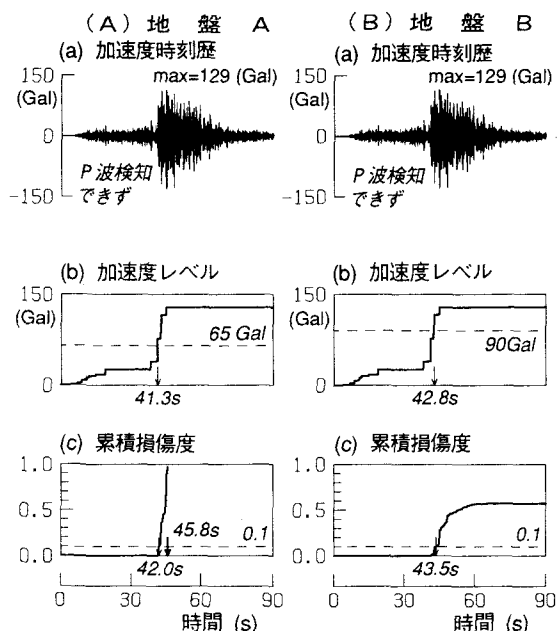 (A) 地 盤 A
(a) 加速度時刻歴
150
(Gal)
max=129 (Gal)
0
P波検知
できず
-150
(b) 加速度レベル
150
(Gal)
65 Gal
0
41.3s
(c) 累積損傷度
1.0
0.5
45.8s
0.1
0.0
42.0s
0 30 60 90
時間 (s)
(B) 地 盤 B
(a) 加速度時刻歴
150
(Gal)
max=129 (Gal)
0
P波検知
できず
-150
(b) 加速度レベル
150
(Gal)
90Gal
0
42.8s
(c) 累積損傷度
1.0
0.5
0.1
0.0
43.5s
0 30 60 90
時間 (s)